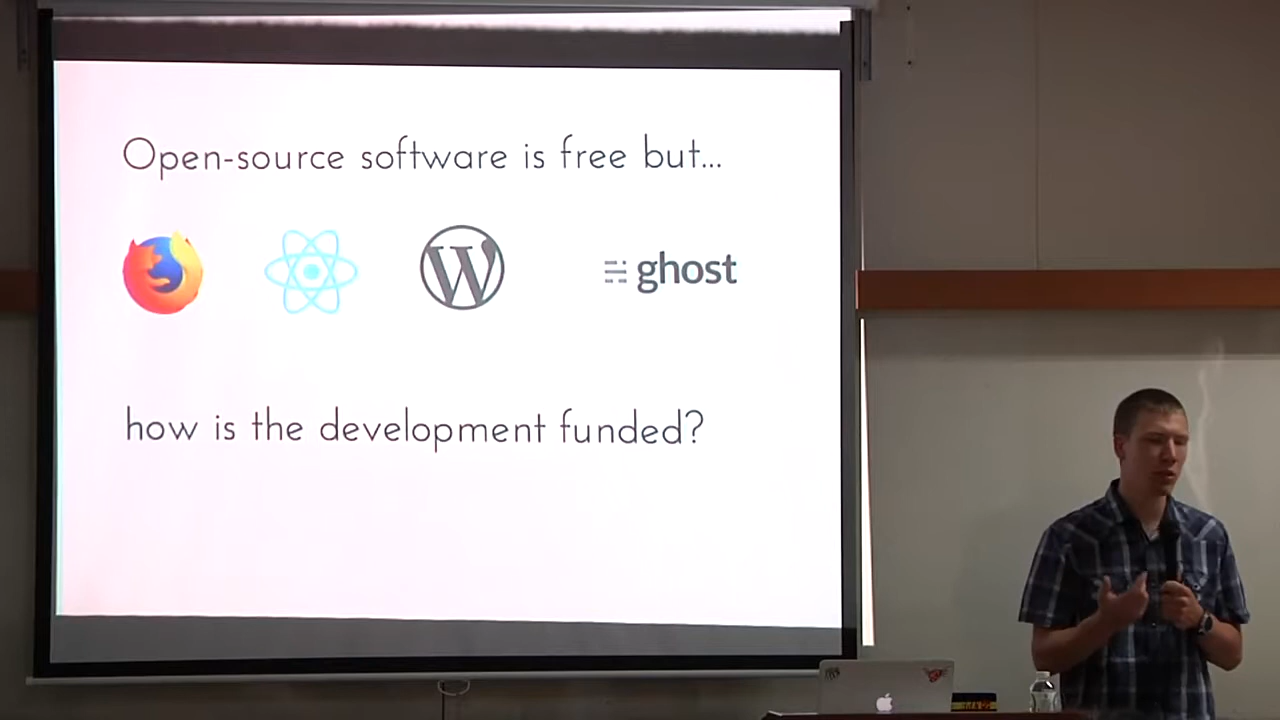 Open-source software is free but...
ghost
how is the development funded?